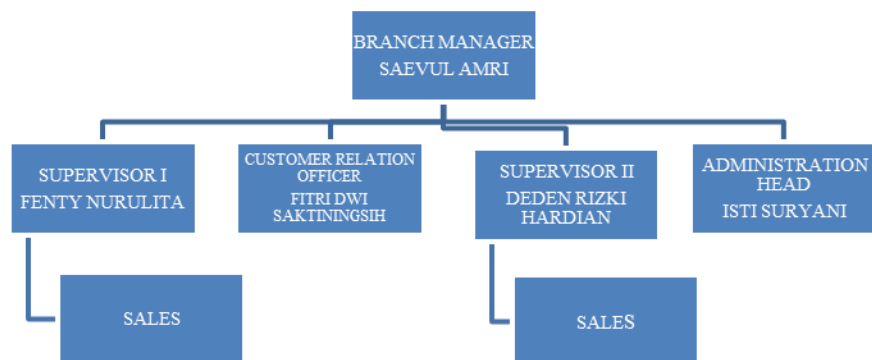 BRANCH MANAGER
SAEVUL AMRI
SUPERVISOR I
FENTY NURULITA
CUSTOMER RELATION
OFFICER
FITRI DWI
SAKTININGSIH
SUPERVISOR II
DEDEN RIZKI
HARDIAN
ADMINISTRATION
HEAD
ISTI SURYANI
SALES
SALES